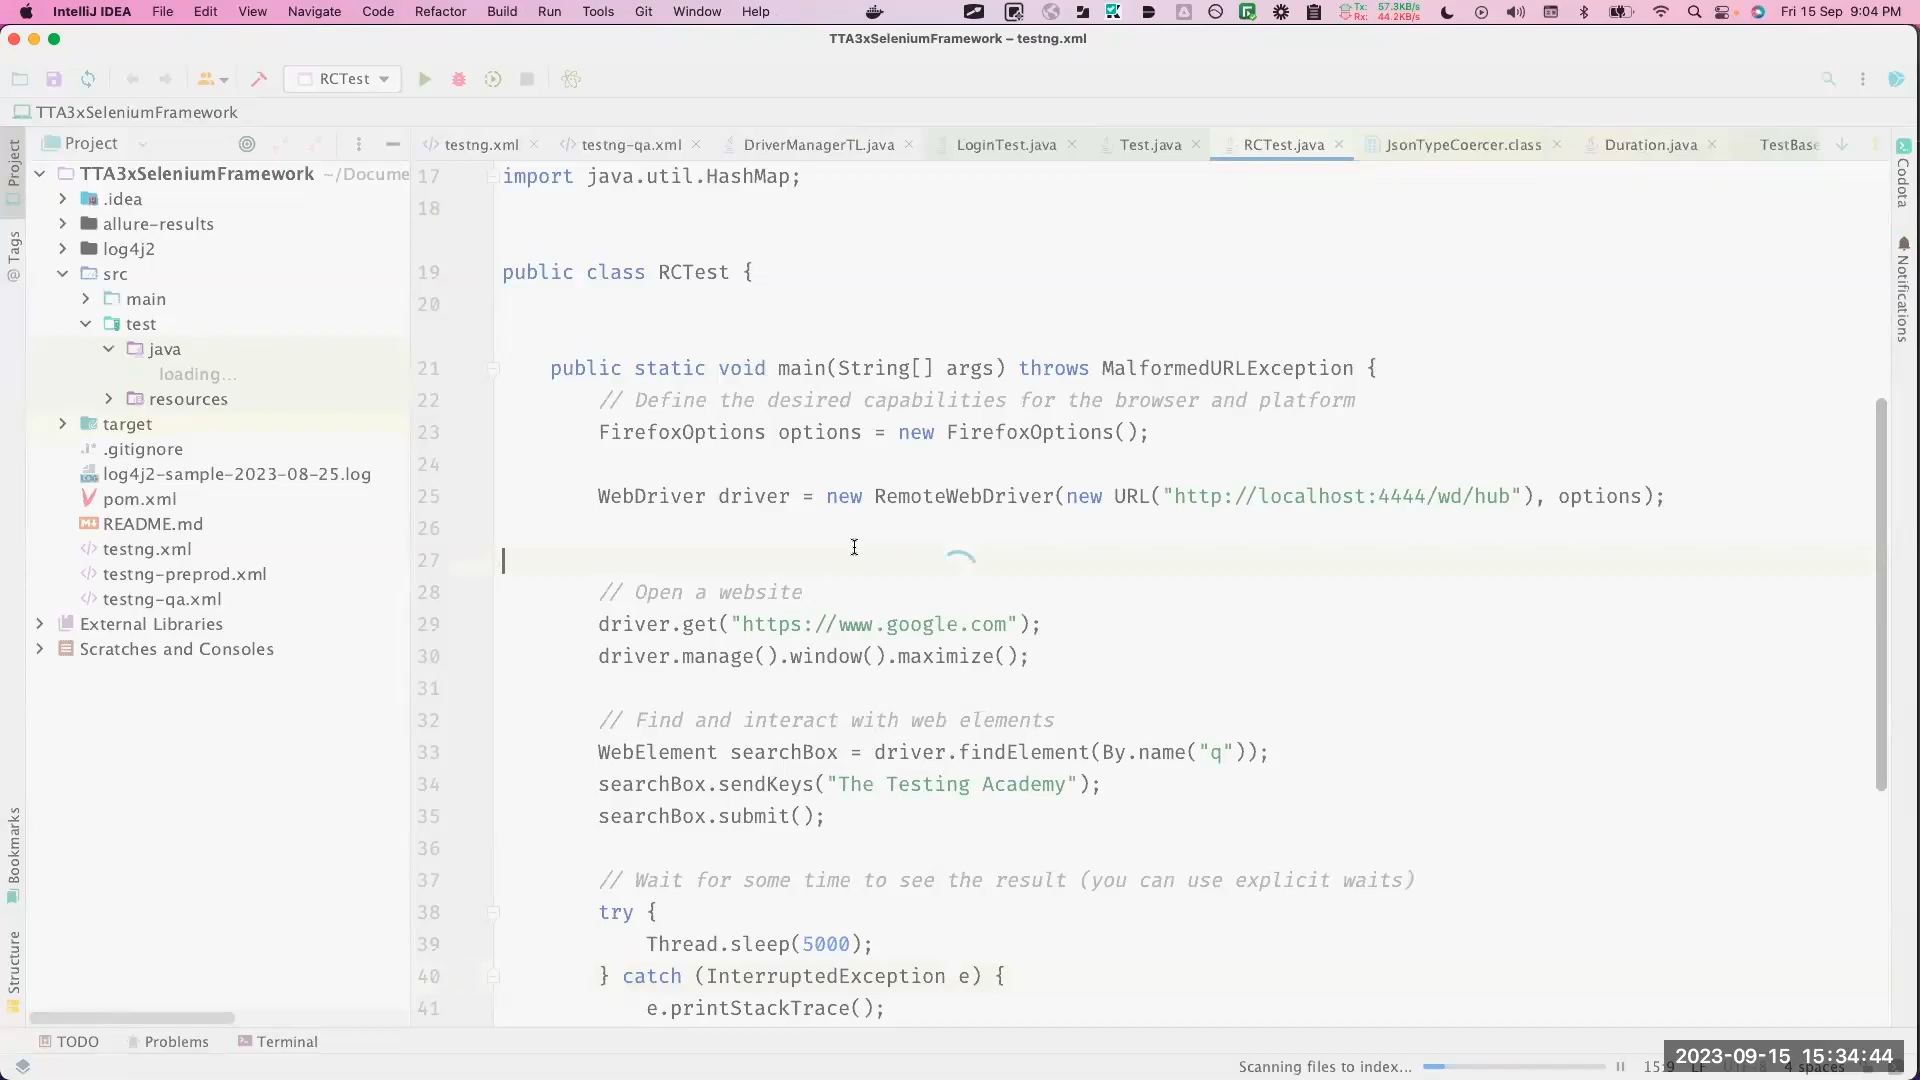 IntelliJ IDEA File Edit View Navigate Code Refactor Build Run Tools Git Window Help Tx: 57.3KB/s Rx: 44.2KB/s Fri 15 Sep 9:04 PM
TTA3xSeleniumFramework – testng.xml
RCTest
TTA3xSeleniumFramework
Project
testng.xml testng-qa.xml DriverManagerTL.java LoginTest.java Test.java RCTest.java JsonTypeCoercer.class Duration.java TestBase
TTA3xSeleniumFramework ~/Docume
.idea
allure-results
log4j2
src
main
test
java
loading...
resources
target
.gitignore
log4j2-sample-2023-08-25.log
pom.xml
README.md
testng.xml
testng-preprod.xml
testng-qa.xml
External Libraries
Scratches and Consoles
Project
Tags
Bookmarks
Structure
17 import java.util.HashMap;
18
19 public class RCTest {
20
21 public static void main(String[] args) throws MalformedURLException {
22 // Define the desired capabilities for the browser and platform
23 FirefoxOptions options = new FirefoxOptions();
24
25 WebDriver driver = new RemoteWebDriver(new URL("http://localhost:4444/wd/hub"), options);
26
27
28 // Open a website
29 driver.get("https://www.google.com");
30 driver.manage().window().maximize();
31
32 // Find and interact with web elements
33 WebElement searchBox = driver.findElement(By.name("q"));
34 searchBox.sendKeys("The Testing Academy");
35 searchBox.submit();
36
37 // Wait for some time to see the result (you can use explicit waits)
38 try {
39 Thread.sleep(5000);
40 } catch (InterruptedException e) {
41 e.printStackTrace();
Codota
Notifications
TODO Problems Terminal
Scanning files to index...
2023-09-15 15:34:44